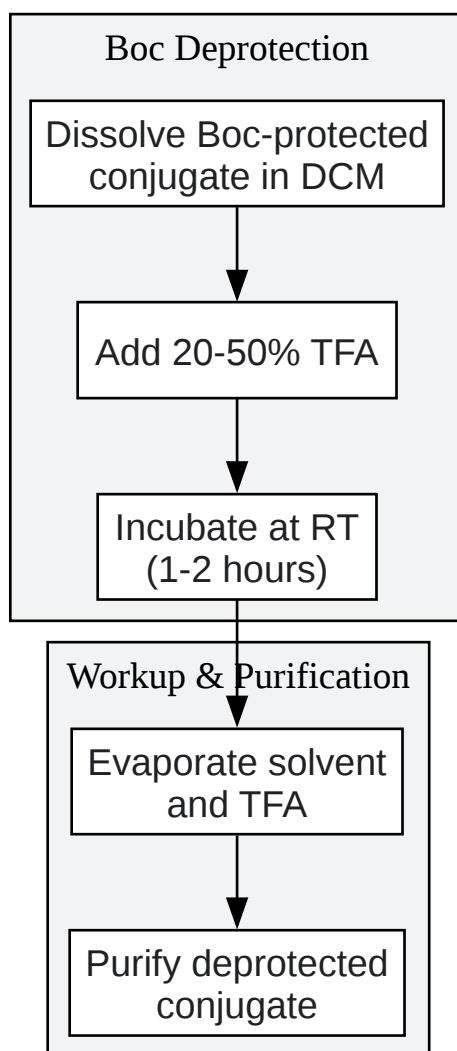 Boc Deprotection
Dissolve Boc-protected
conjugate in DCM
Add 20-50% TFA
Incubate at RT
(1-2 hours)
Workup & Purification
Evaporate solvent
and TFA
Purify deprotected
conjugate